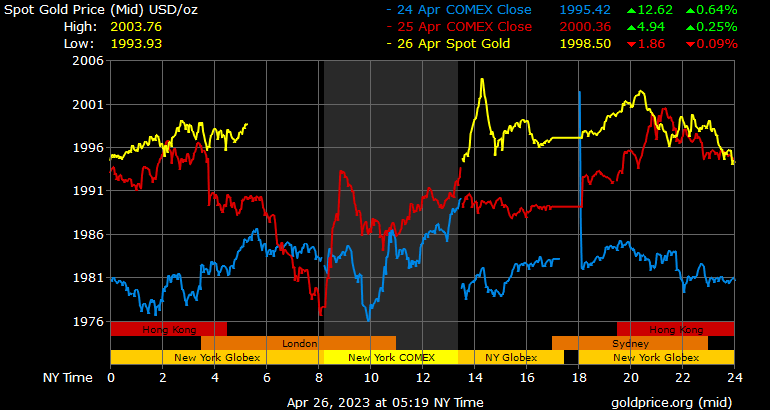 Spot Gold Price (Mid) USD/oz - 24 Apr COMEX Close 1995.42 ▲12.62 ▲0.64%
High: 2003.76 - 25 Apr COMEX Close 2000.36 ▲4.94 ▲0.25%
Low: 1993.93 - 26 Apr Spot Gold 1998.50 ▼1.86 ▼0.09%
2006
2001
1996
1991
1986
1981
1976
Hong Kong Hong Kong
London Sydney
New York Globex New York COMEX NY Globex New York Globex
NY Time 0 2 4 6 8 10 12 14 16 18 20 22 24
Apr 26, 2023 at 05:19 NY Time goldprice.org (mid)